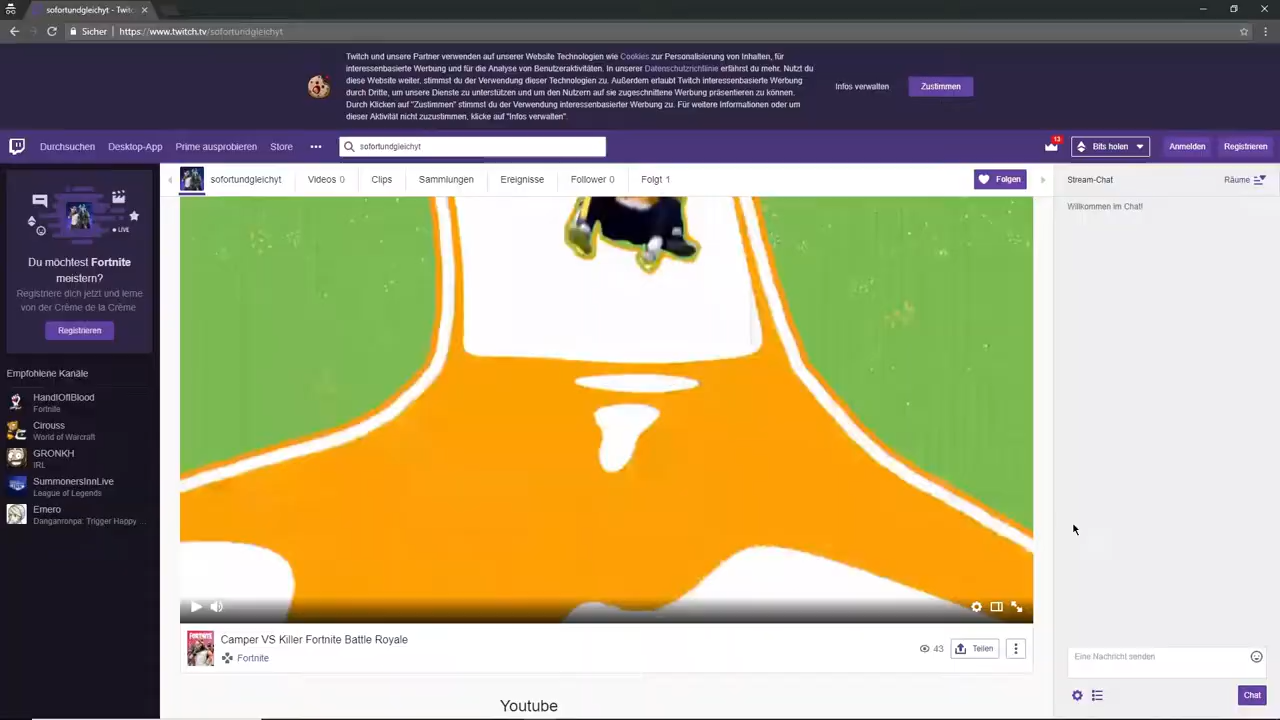 sofortundgleichyt - Twitc
Sicher | https://www.twitch.tv/sofortundgleichyt
Twitch und unsere Partner verwenden auf unserer Website Technologien wie Cookies zur Personalisierung von Inhalten, für
interessenbasierte Werbung und für die Analyse von Benutzeraktivitäten. In unserer Datenschutzrichtlinie erfährst du mehr. Nutzt du
diese Website weiter, stimmst du der Verwendung dieser Technologien zu. Außerdem erlaubt Twitch interessenbasierte Werbung
durch Dritte, um unsere Dienste zu unterstützen und um den Nutzern auf sie zugeschnittene Werbung präsentieren zu können.
Durch Klicken auf "Zustimmen" stimmst du der Verwendung interessenbasierter Werbung zu. Für weitere Informationen oder um
dieser Aktivität nicht zuzustimmen, klicke auf "Infos verwalten".
Infos verwalten
Zustimmen
Durchsuchen Desktop-App Prime ausprobieren Store ••• sofortundgleichyt 13 Bits holen Anmelden Registrieren
sofortundgleichyt Videos 0 Clips Sammlungen Ereignisse Follower 0 Folgt 1 Folgen
Stream-Chat Räume
Willkommen im Chat!
LIVE
Du möchtest Fortnite
meistern?
Registriere dich jetzt und lerne
von der Crème de la Crème
Registrieren
Empfohlene Kanäle
HandIOfIBlood
Fortnite
Cirouss
World of Warcraft
GRONKH
IRL
SummonersInnLive
League of Legends
Emero
Danganronpa: Trigger Happy ...
FORTNITE
Camper VS Killer Fortnite Battle Royale
Fortnite
43 Teilen
Youtube
Eine Nachricht senden
Chat